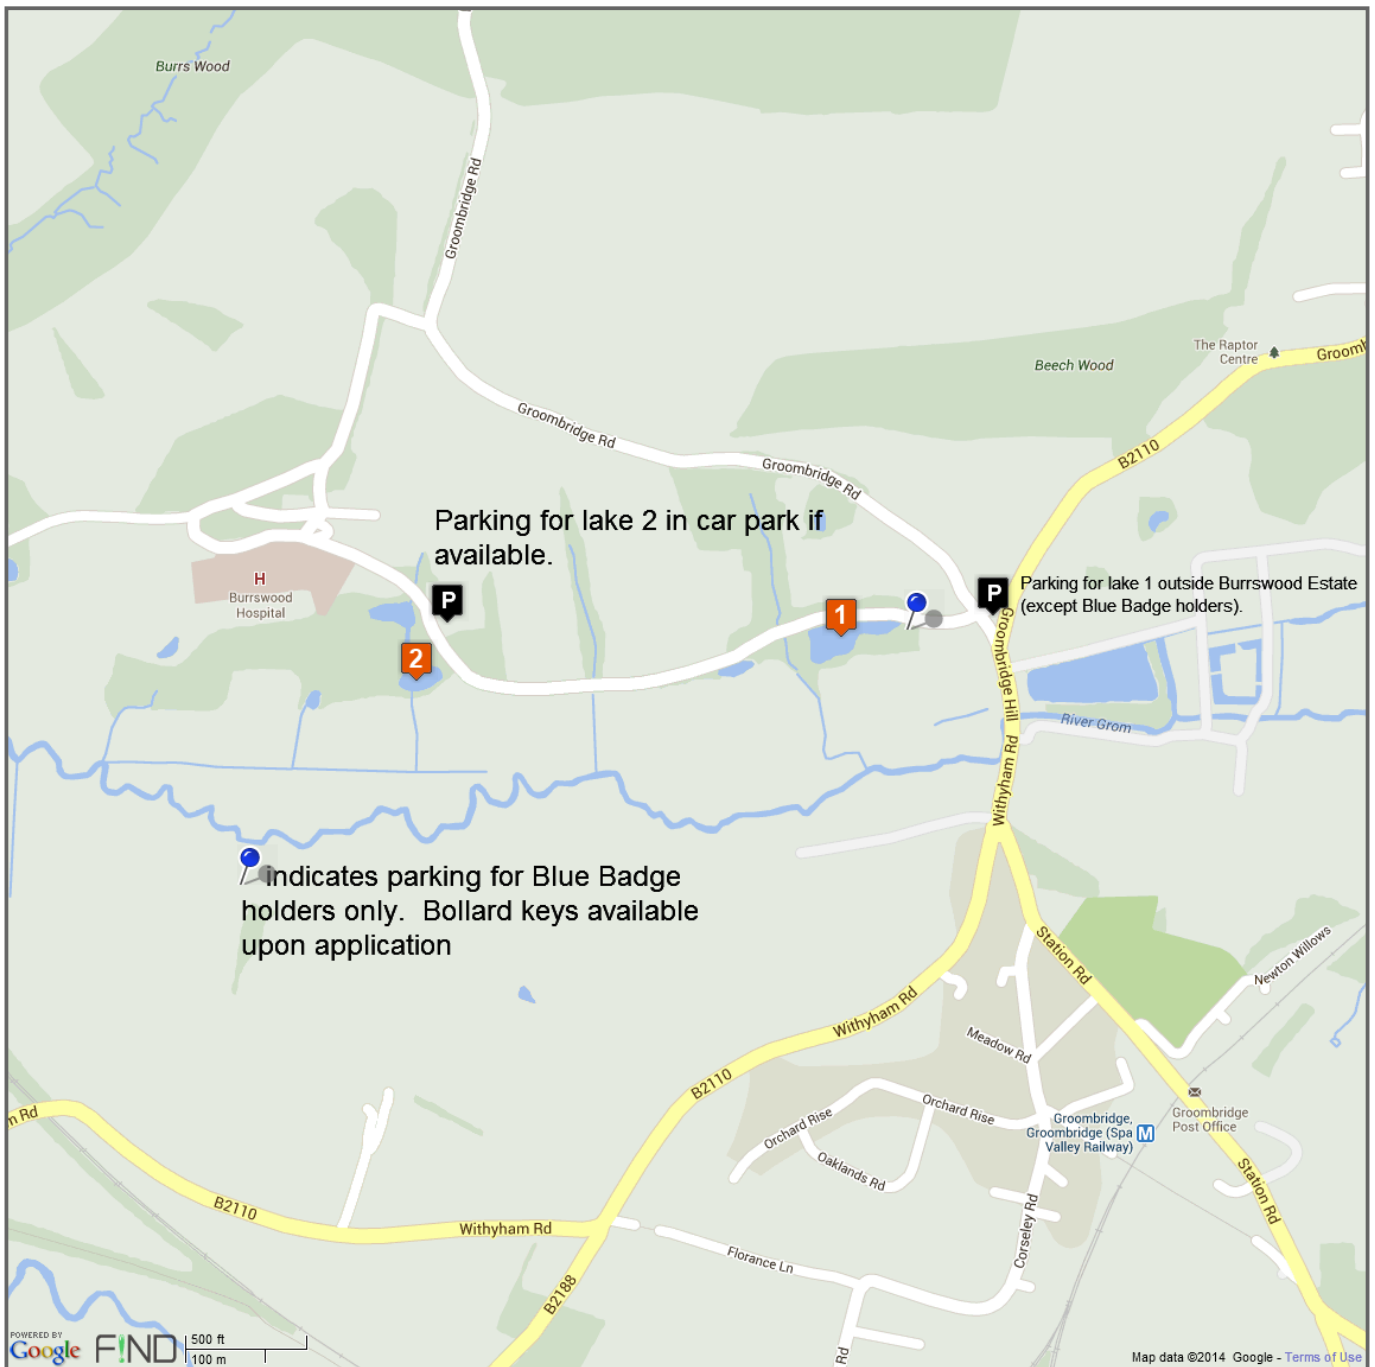 Burrs Wood
Groombridge Rd
The Raptor
Centre
Groomb
Beech Wood
Groombridge Rd
B2110
Groombridge Rd
Parking for lake 2 in car park if
available.
H
Burrswood
Hospital
P
P
Parking for lake 1 outside Burrswood Estate
(except Blue Badge holders).
1
2
Groombridge Hill
River Grom
Withyham Rd
indicates parking for Blue Badge
holders only. Bollard keys available
upon application
Station Rd
Newton Willows
Withyham Rd
Meadow Rd
B2110
Orchard Rise
Orchard Rise
Groombridge,
Groombridge (Spa
Valley Railway)
M
Groombridge
Post Office
m Rd
Oaklands Rd
Station Rd
B2110
Withyham Rd
Corseley Rd
Florance Ln
B2188
Rd
POWERED BY
Google
F!ND
500 ft
100 m
Map data ©2014 Google - Terms of Use